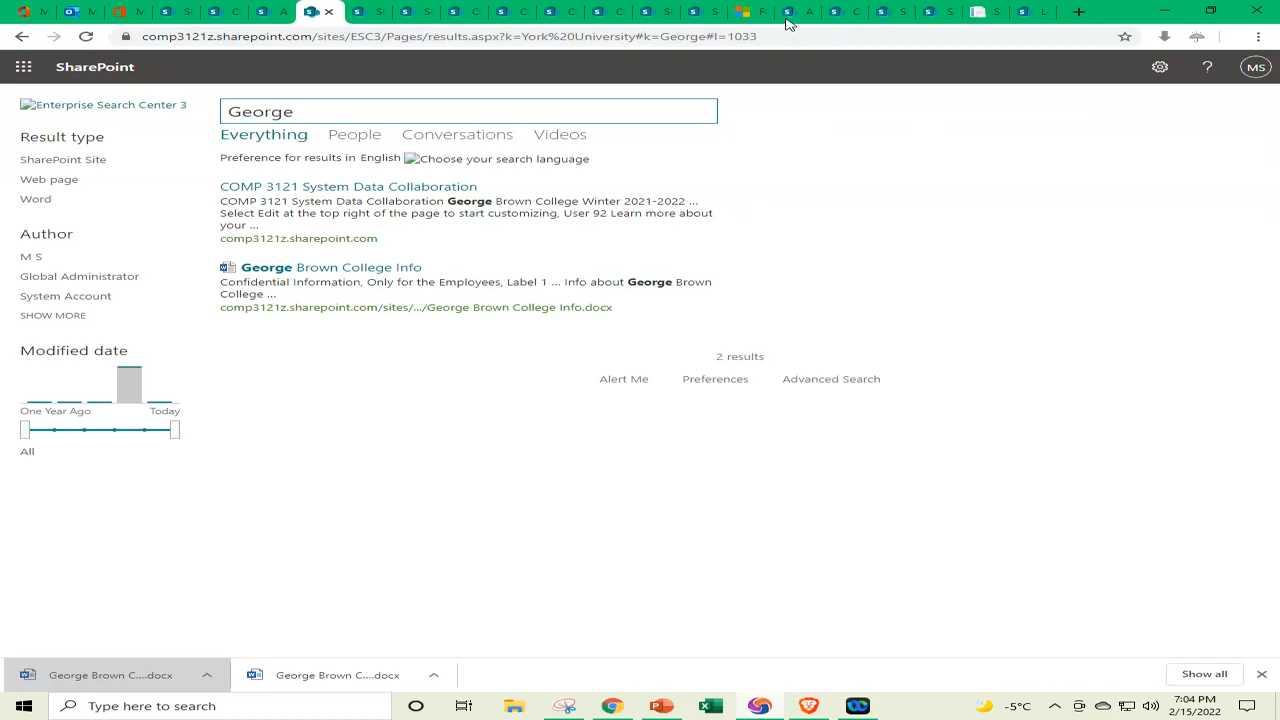 M
M
S
C
A
S
S
C
S
C
C
S
S
F
A
C
S
S
S
L
comp3121z.sharepoint.com/sites/ESC3/Pages/results.aspx?k=York%20University#k=George#l=1033
SharePoint
MS
Enterprise Search Center 3
George
Everything People Conversations Videos
Preference for results in English Choose your search language
Result type
SharePoint Site
Web page
Word
Author
M S
Global Administrator
System Account
SHOW MORE
Modified date
One Year Ago Today
All
COMP 3121 System Data Collaboration
COMP 3121 System Data Collaboration George Brown College Winter 2021-2022 ...
Select Edit at the top right of the page to start customizing, User 92 Learn more about
your ...
comp3121z.sharepoint.com
George Brown College Info
Confidential Information, Only for the Employees, Label 1 ... Info about George Brown
College ...
comp3121z.sharepoint.com/sites/.../George Brown College Info.docx
2 results
Alert Me Preferences Advanced Search
George Brown C....docx
George Brown C....docx
Show all
Type here to search
-5°C
7:04 PM
2/15/2022